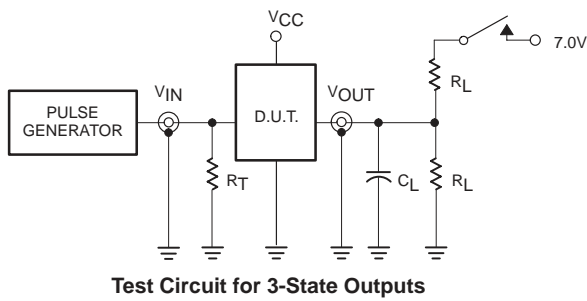 VCC
7.0V
RL
PULSE
GENERATOR
VIN
D.U.T.
VOUT
RT
CL
RL
Test Circuit for 3-State Outputs